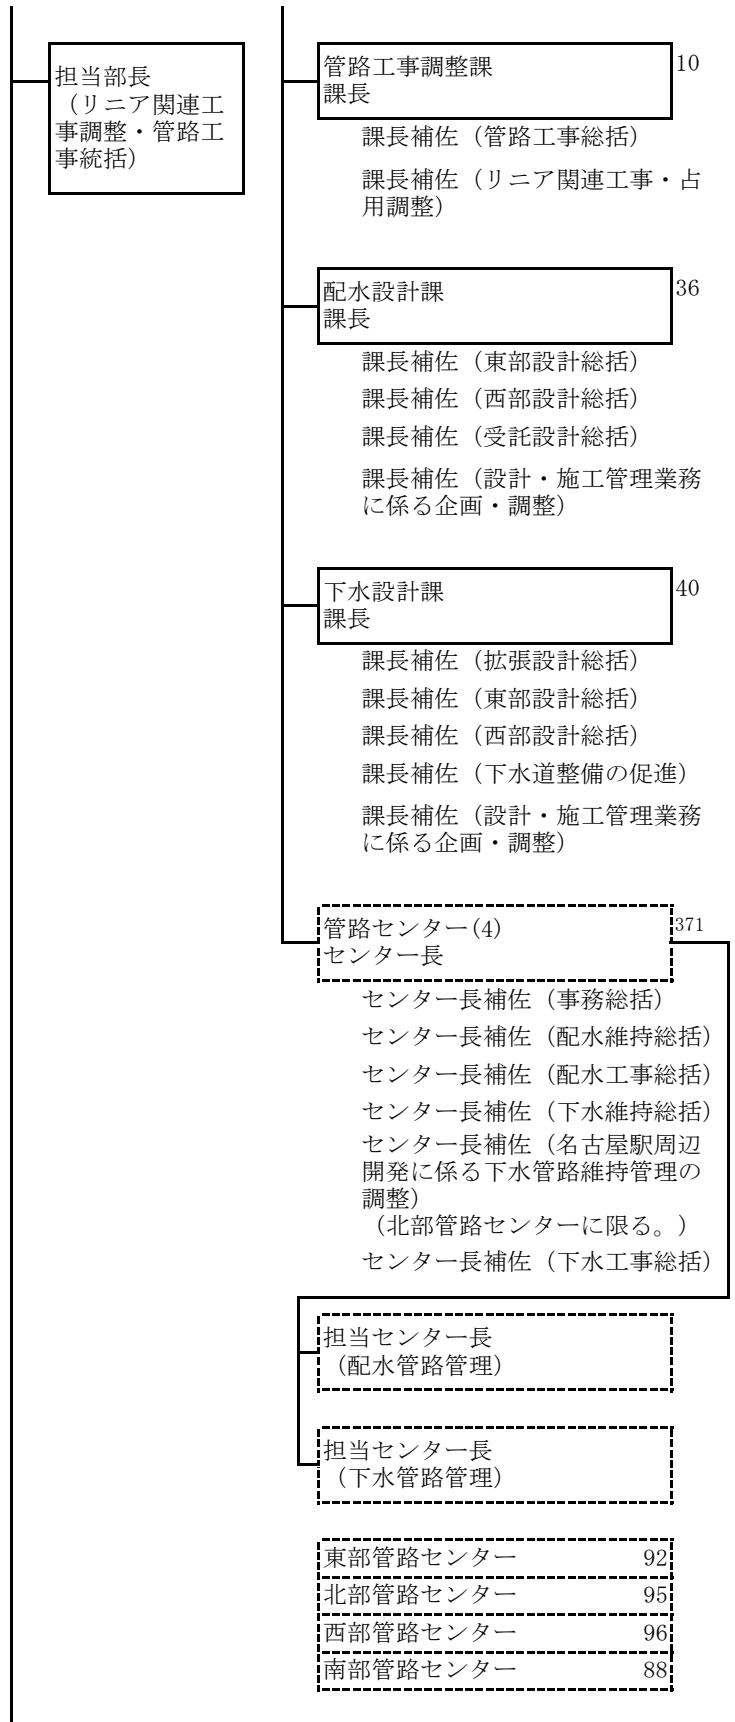 担当部長
（リニア関連工
事調整・管路工
事統括）
管路工事調整課
課長
10
課長補佐（管路工事総括）
課長補佐（リニア関連工事・占
用調整）
配水設計課
課長
36
課長補佐（東部設計総括）
課長補佐（西部設計総括）
課長補佐（受託設計総括）
課長補佐（設計・施工管理業務
に係る企画・調整）
下水設計課
課長
40
課長補佐（拡張設計総括）
課長補佐（東部設計総括）
課長補佐（西部設計総括）
課長補佐（下水道整備の促進）
課長補佐（設計・施工管理業務
に係る企画・調整）
管路センター(4)
センター長
371
センター長補佐（事務総括）
センター長補佐（配水維持総括）
センター長補佐（配水工事総括）
センター長補佐（下水維持総括）
センター長補佐（名古屋駅周辺
開発に係る下水管路維持管理の
調整）
（北部管路センターに限る。）
センター長補佐（下水工事総括）
担当センター長
（配水管路管理）
担当センター長
（下水管路管理）
東部管路センター 92
北部管路センター 95
西部管路センター 96
南部管路センター 88